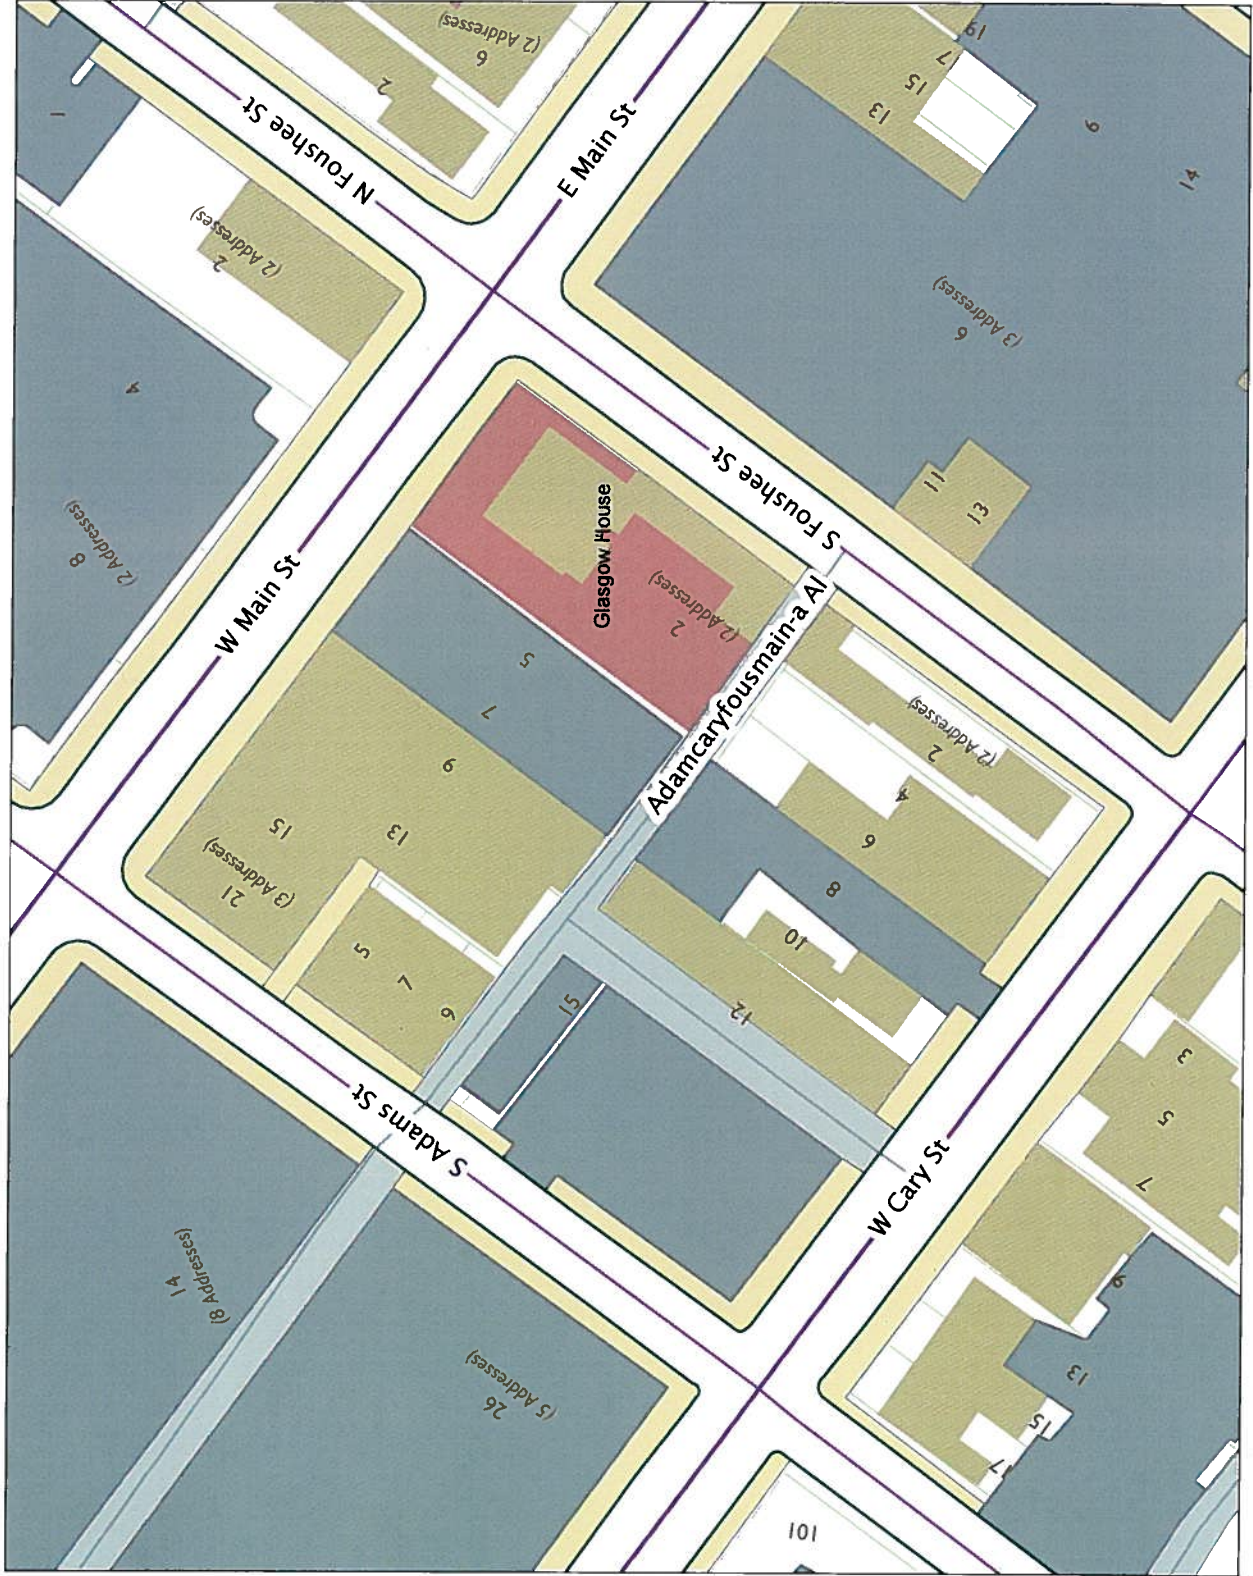 19
17
15
13
6
(2 Addresses)
2
E Main St
N Foushee St
1
9
14
2
(2 Addresses)
6
(3 Addresses)
4
S Foushee St
11
13
Glasgow House
8
(2 Addresses)
W Main St
2
(2 Addresses)
Adamcaryfousmain-a Al
5
7
9
2
(2 Addresses)
4
6
15
13
21
(3 Addresses)
8
10
5
7
9
15
12
3
5
7
S Adams St
W Cary St
14
(8 Addresses)
9
13
26
(5 Addresses)
15
17
101